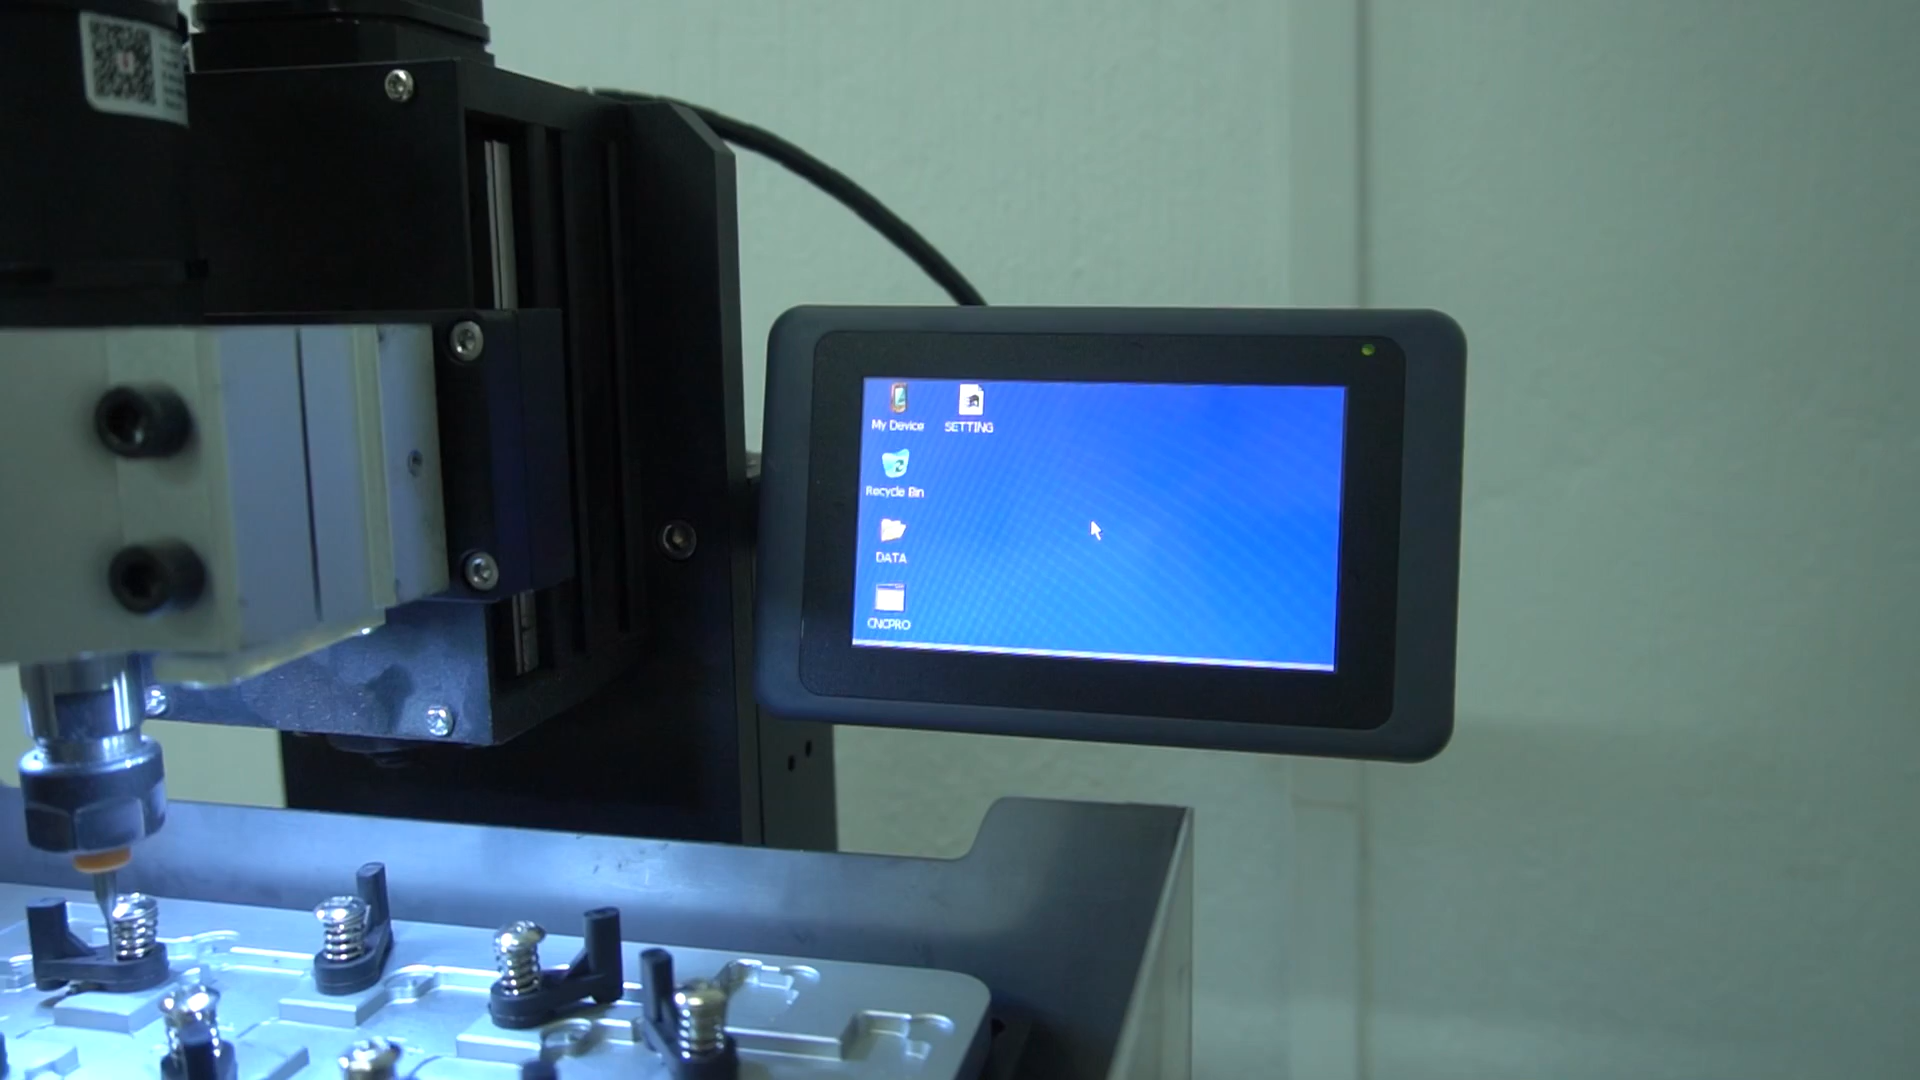 My Device
SETTING
Recycle Bin
DATA
CNCPRO